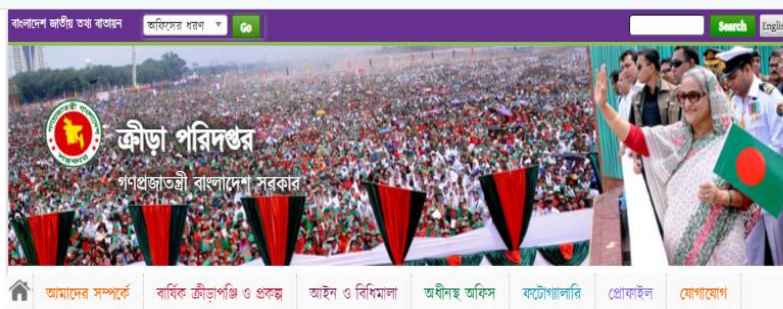 বাংলাদেশ জাতীয় তথ্য বাতায়ন অফিসের ধরণ Go Search Englis
ক্রীড়া পরিদপ্তর
গণপ্রজাতন্ত্রী বাংলাদেশ সরকার
আমাদের সম্পর্কে বার্ষিক ক্রীড়াপঞ্জি ও প্রকল্প আইন ও বিধিমালা অধীনস্থ অফিস ফটোগ্যালারি প্রোফাইল যোগাযোগ